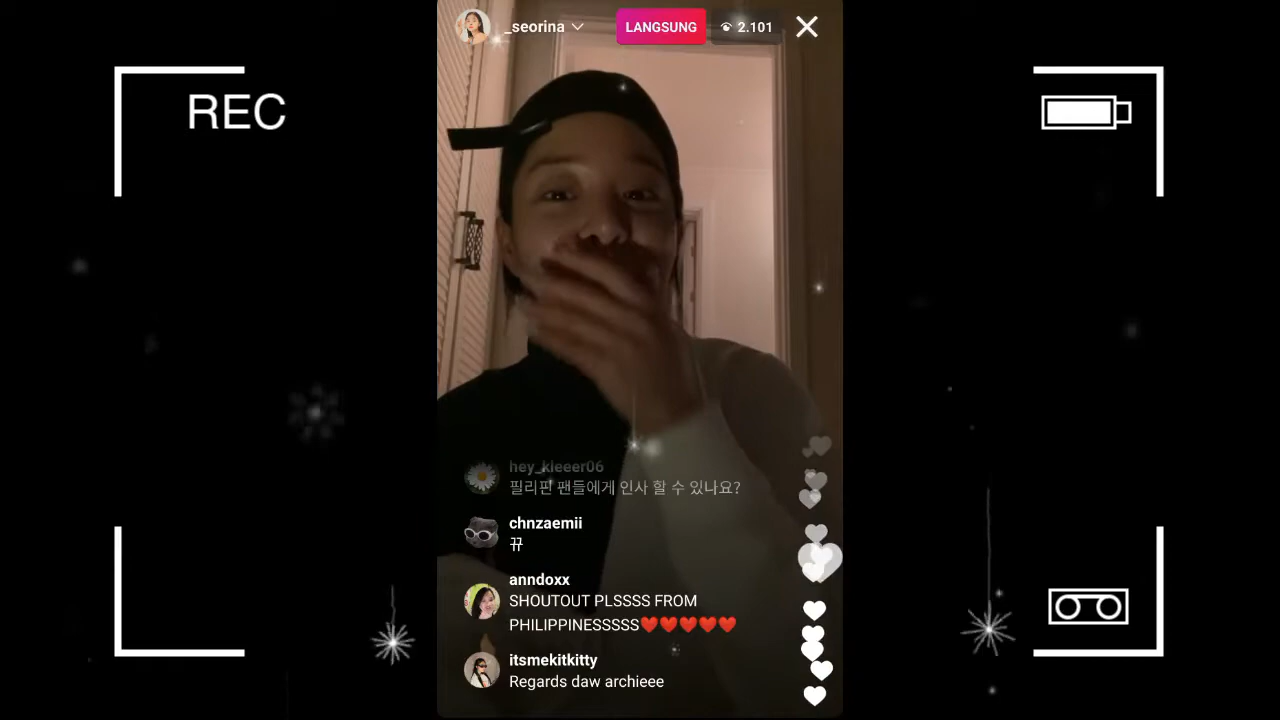 _seorina
LANGSUNG
2.101
REC
hey_kleeer06
필리핀 팬들에게 인사 할 수 있나요?
chnzaemii
뀨
anndoxx
SHOUTOUT PLSSSS FROM
PHILIPPINESSSSS❤️❤️❤️❤️❤️
itsmekitkitty
Regards daw archieee